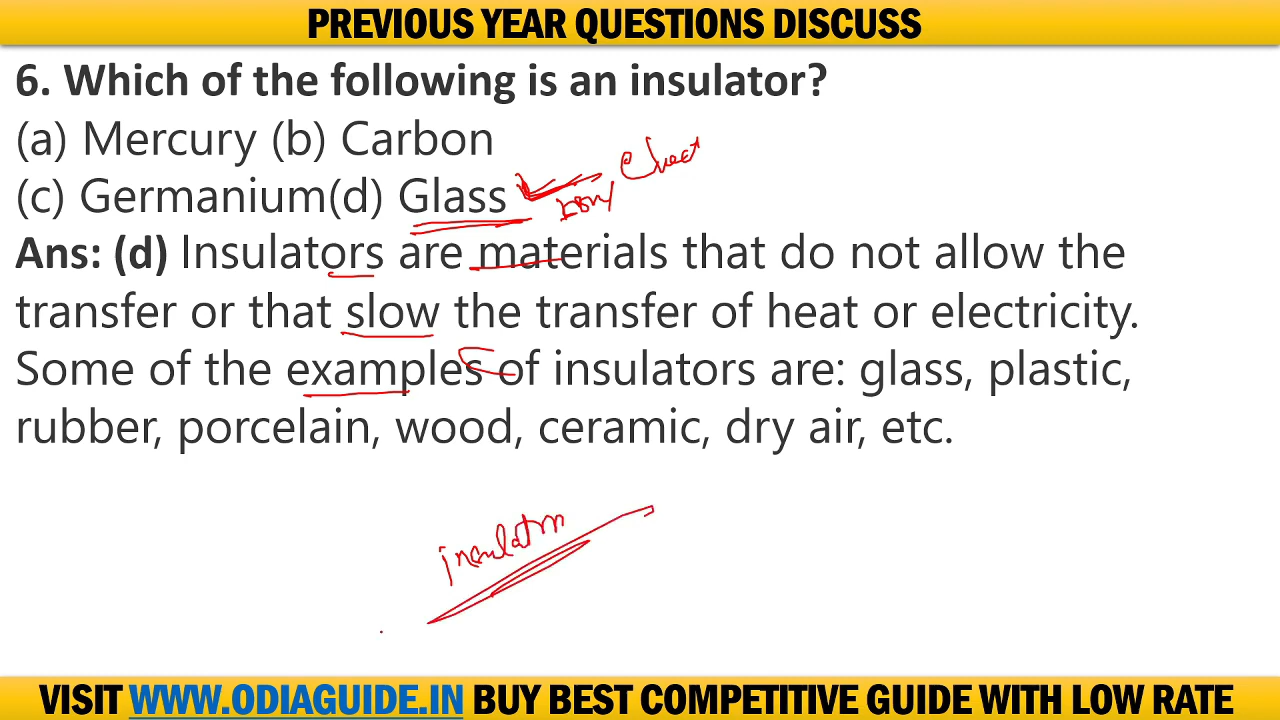 PREVIOUS YEAR QUESTIONS DISCUSS
6. Which of the following is an insulator?
(a) Mercury (b) Carbon
(c) Germanium(d) Glass
Ans: (d) Insulators are materials that do not allow the
transfer or that slow the transfer of heat or electricity.
Some of the examples of insulators are: glass, plastic,
rubber, porcelain, wood, ceramic, dry air, etc.
insulator
VISIT WWW.ODIAGUIDE.IN BUY BEST COMPETITIVE GUIDE WITH LOW RATE